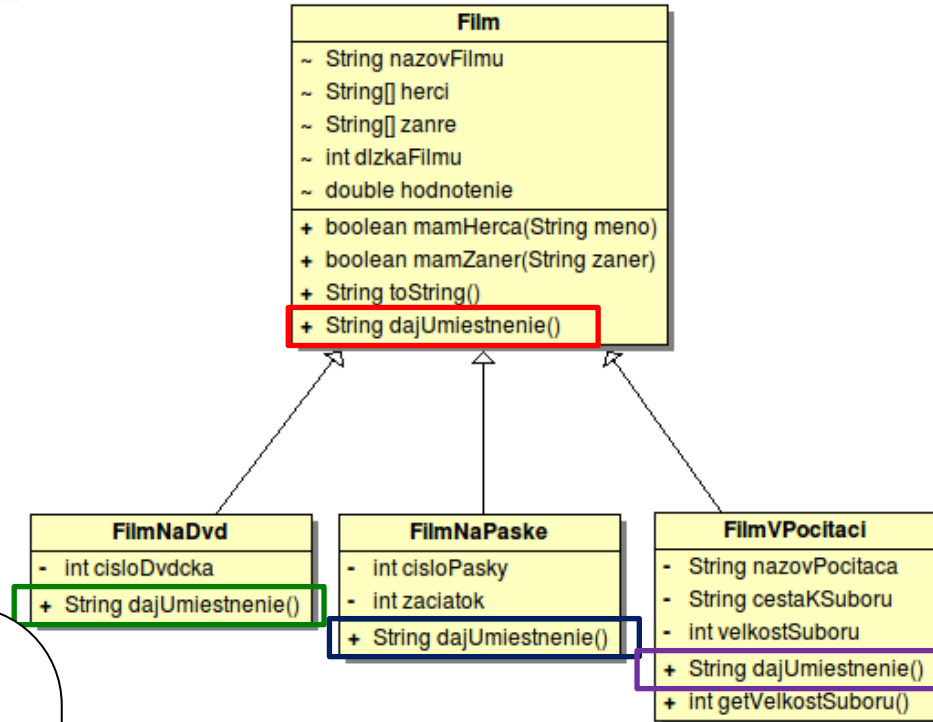 Film
~ String nazovFilmu
~ String[] herci
~ String[] zanre
~ int dlzkaFilmu
~ double hodnotenie
+ boolean mamHerca(String meno)
+ boolean mamZaner(String zaner)
+ String toString()
+ String dajUmiestnenie()
FilmNaDvd
- int cisloDvdcka
+ String dajUmiestnenie()
FilmNaPaske
- int cisloPasky
- int zaciatok
+ String dajUmiestnenie()
FilmVPocitaci
- String nazovPocitaca
- String cestaKSuboru
- int velkostSuboru
+ String dajUmiestnenie()
+ int getVelkostSuboru()